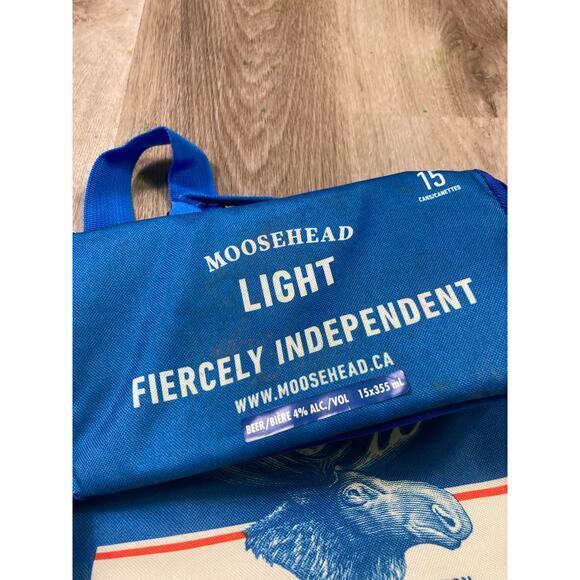 15
CANS/CANETTES
MOOSEHEAD
LIGHT
FIERCELY INDEPENDENT
WWW.MOOSEHEAD.CA
BEER/BIÈRE 4% ALC./VOL 15x355 mL